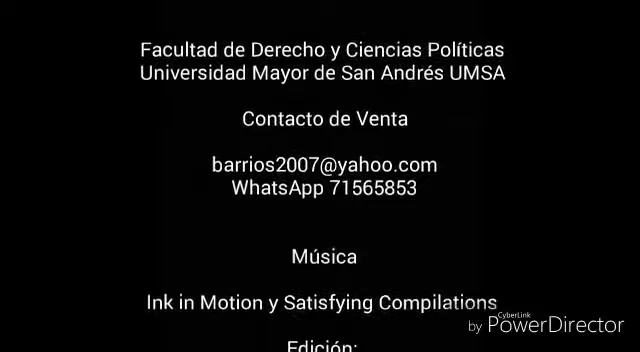 Facultad de Derecho y Ciencias Políticas
Universidad Mayor de San Andrés UMSA
Contacto de Venta
barrios2007@yahoo.com
WhatsApp 71565853
Música
Ink in Motion y Satisfying Compilations
CyberLink
by PowerDirector
Edición: